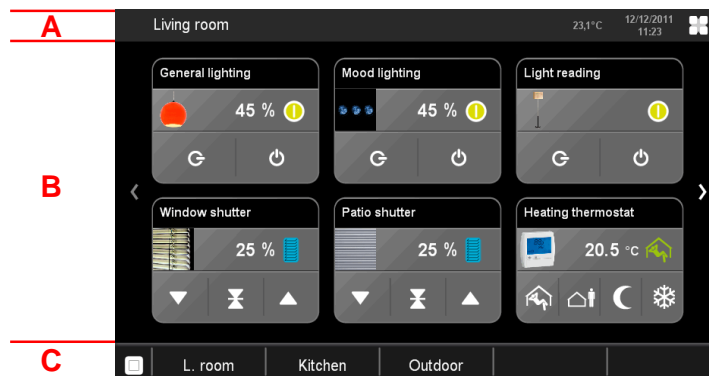 A
Living room
23,1°C
12/12/2011
11:23
General lighting
Mood lighting
Light reading
45 %
45 %
B
Window shutter
Patio shutter
Heating thermostat
25 %
25 %
20.5 °C
C
L. room
Kitchen
Outdoor